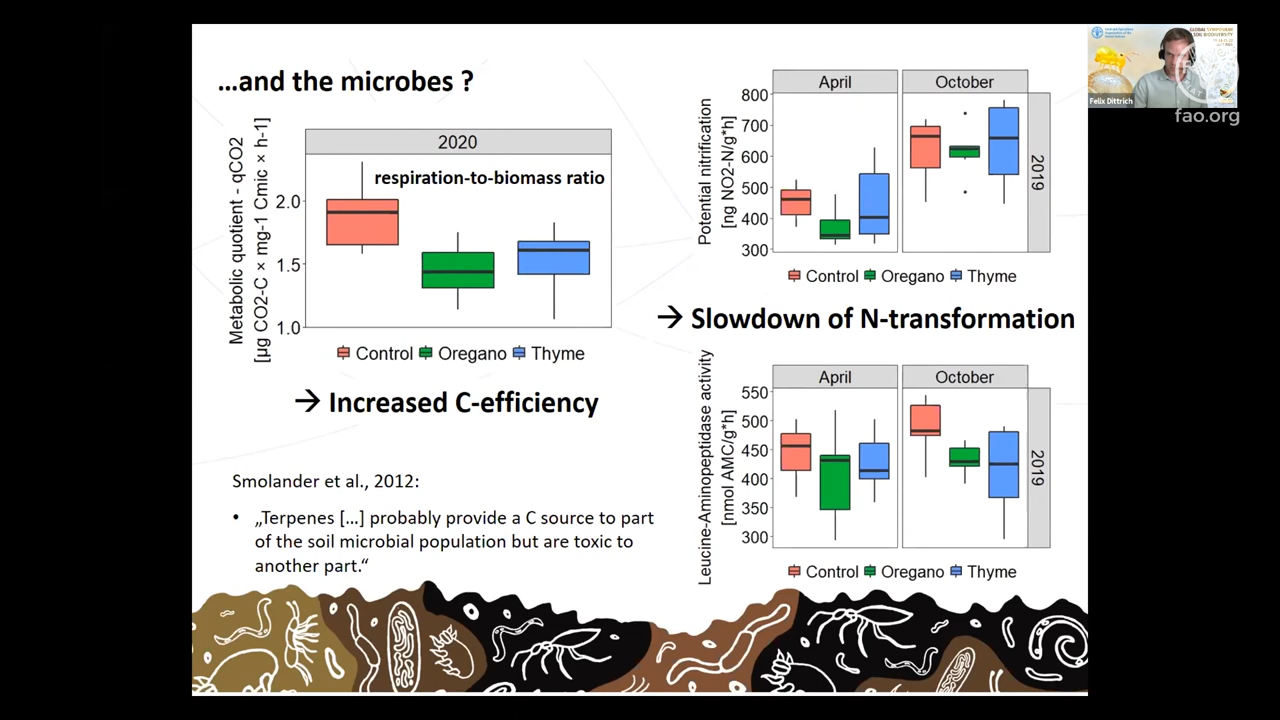 ...and the microbes ?
2020
respiration-to-biomass ratio
Metabolic quotient - qCO2
[µg CO2-C × mg-1 Cmic × h-1]
2.0
1.5
1.0
Control Oregano Thyme
→ Increased C-efficiency
Smolander et al., 2012:
• „Terpenes [...] probably provide a C source to part
of the soil microbial population but are toxic to
another part.“
April October
Potential nitrification
[ng NO2-N/g*h]
800
700
600
500
400
300
2019
Control Oregano Thyme
→ Slowdown of N-transformation
April October
Leucine-Aminopeptidase activity
[nmol AMC/g*h]
550
500
450
400
350
300
2019
Control Oregano Thyme
GLOBAL SYMPOSIUM
SOIL BIODIVERSITY
Felix Dittrich
fao.org